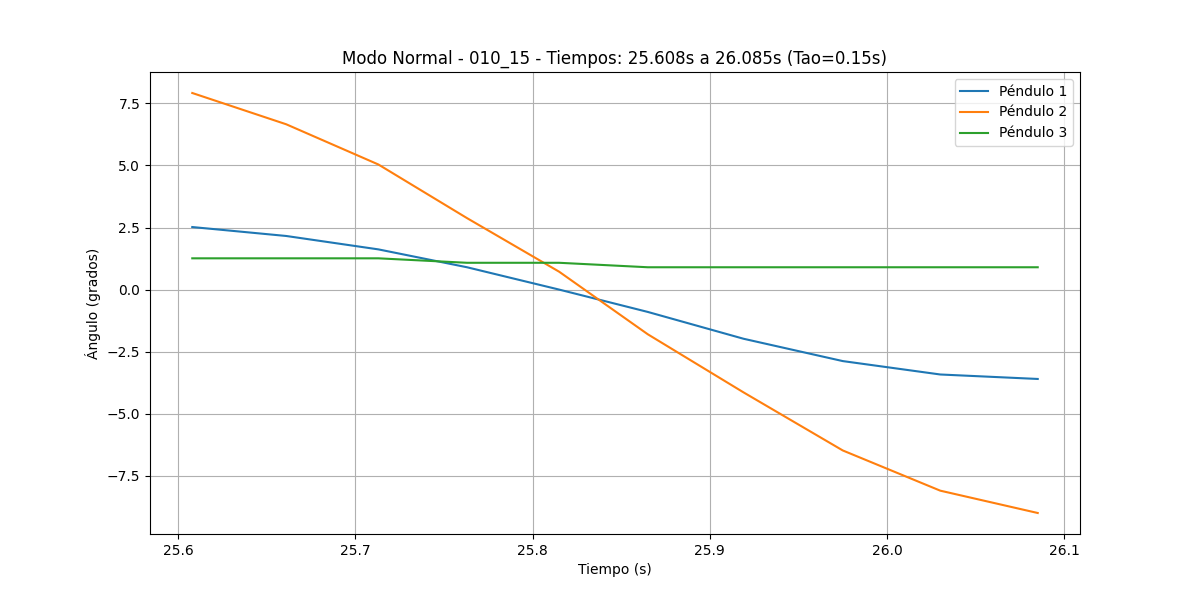 Modo Normal - 010_15 - Tiempos: 25.608s a 26.085s (Tao=0.15s)
Péndulo 1
Péndulo 2
Péndulo 3
Ángulo (grados)
7.5
5.0
2.5
0.0
−2.5
−5.0
−7.5
25.6 25.7 25.8 25.9 26.0 26.1
Tiempo (s)